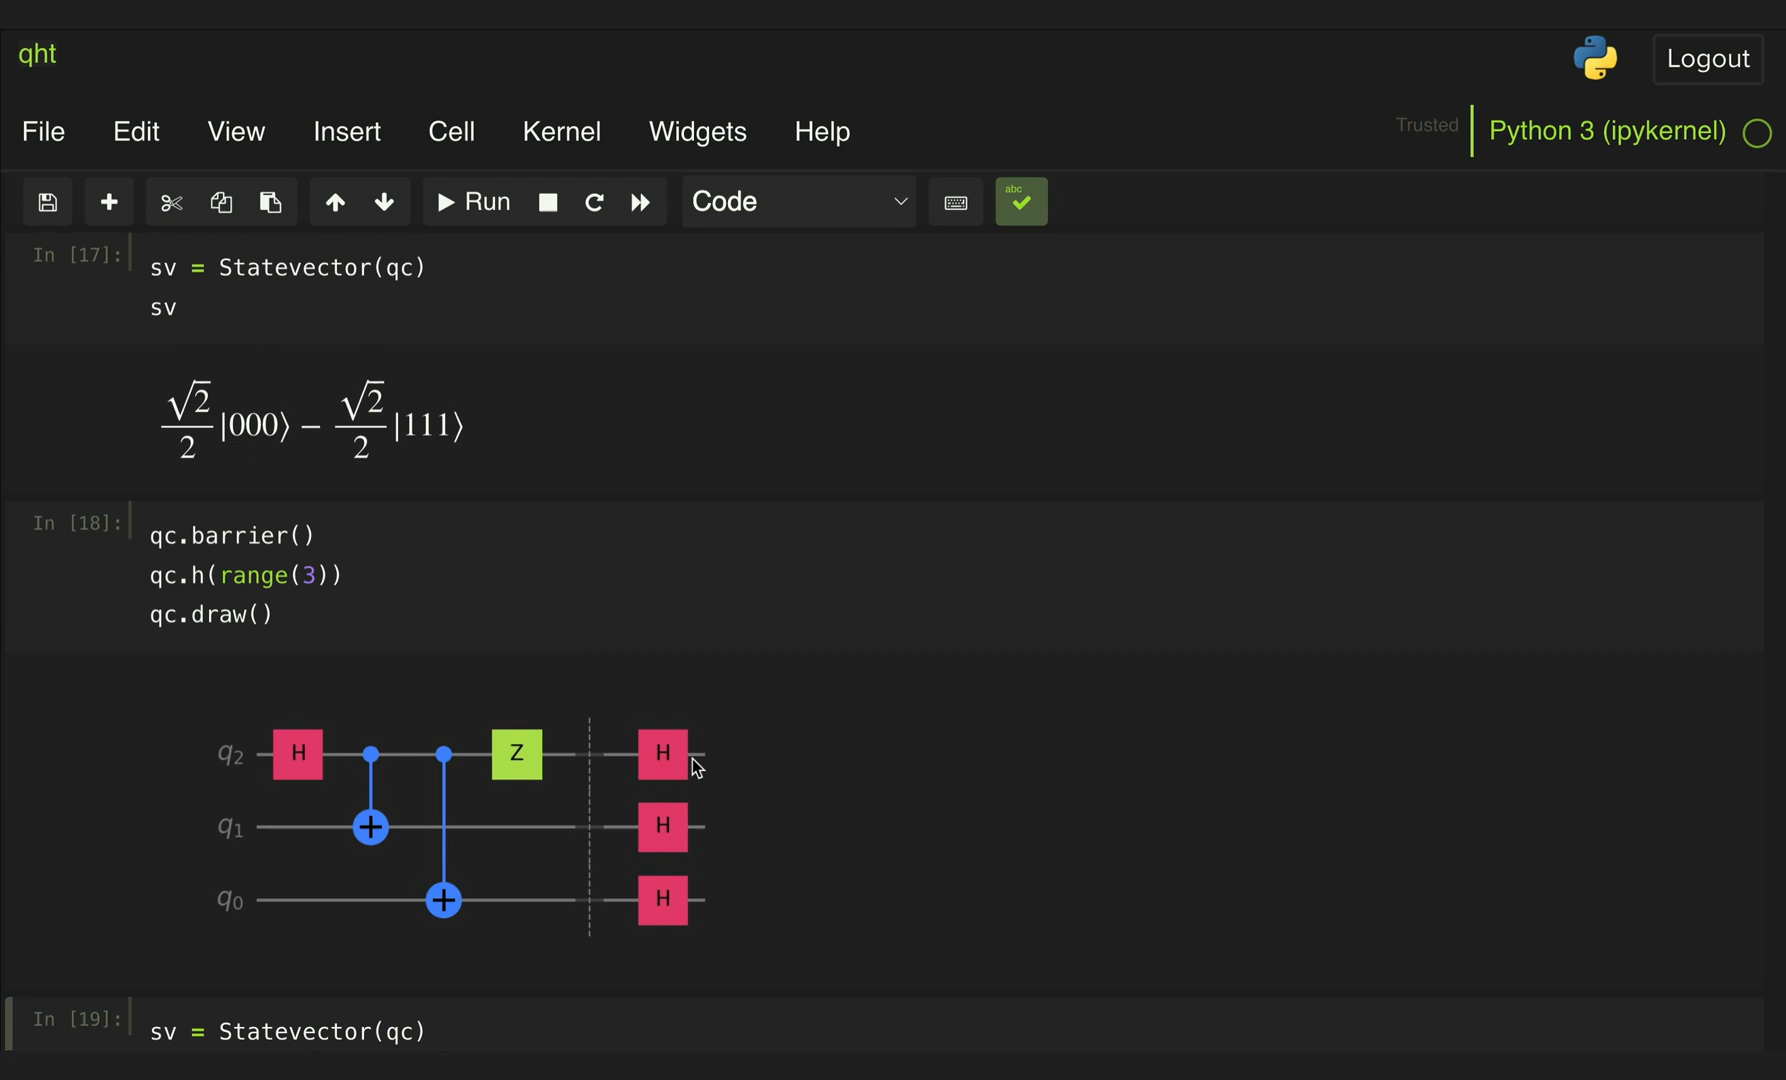 qht
Logout
File Edit View Insert Cell Kernel Widgets Help
Trusted
Python 3 (ipykernel)
Run
Code
abc
In [17]:
sv = Statevector(qc)
sv
√2/2|000⟩ − √2/2|111⟩
In [18]:
qc.barrier()
qc.h(range(3))
qc.draw()
q2 H Z H
q1 H
q0 H
In [19]:
sv = Statevector(qc)